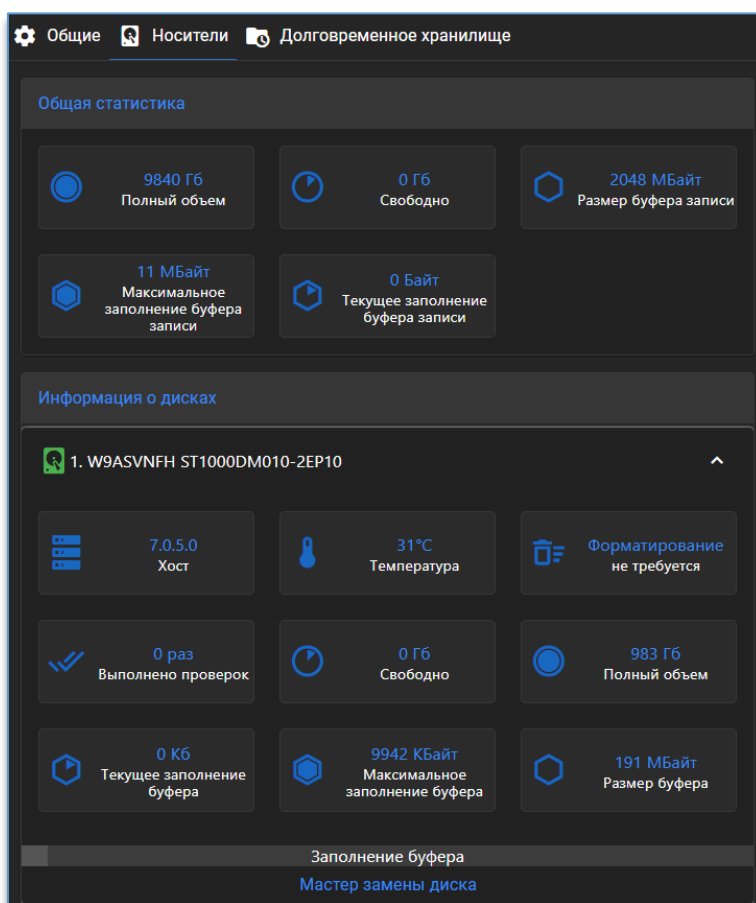 Общие Носители Долговременное хранилище
Общая статистика
9840 Гб
Полный объем
0 Гб
Свободно
2048 МБайт
Размер буфера записи
11 МБайт
Максимальное
заполнение буфера
записи
0 Байт
Текущее заполнение
буфера записи
Информация о дисках
1. W9ASVNFH ST1000DM010-2EP10
7.0.5.0
Хост
31°C
Температура
Форматирование
не требуется
0 раз
Выполнено проверок
0 Гб
Свободно
983 Гб
Полный объем
0 Кб
Текущее заполнение
буфера
9942 КБайт
Максимальное
заполнение буфера
191 МБайт
Размер буфера
Заполнение буфера
Мастер замены диска